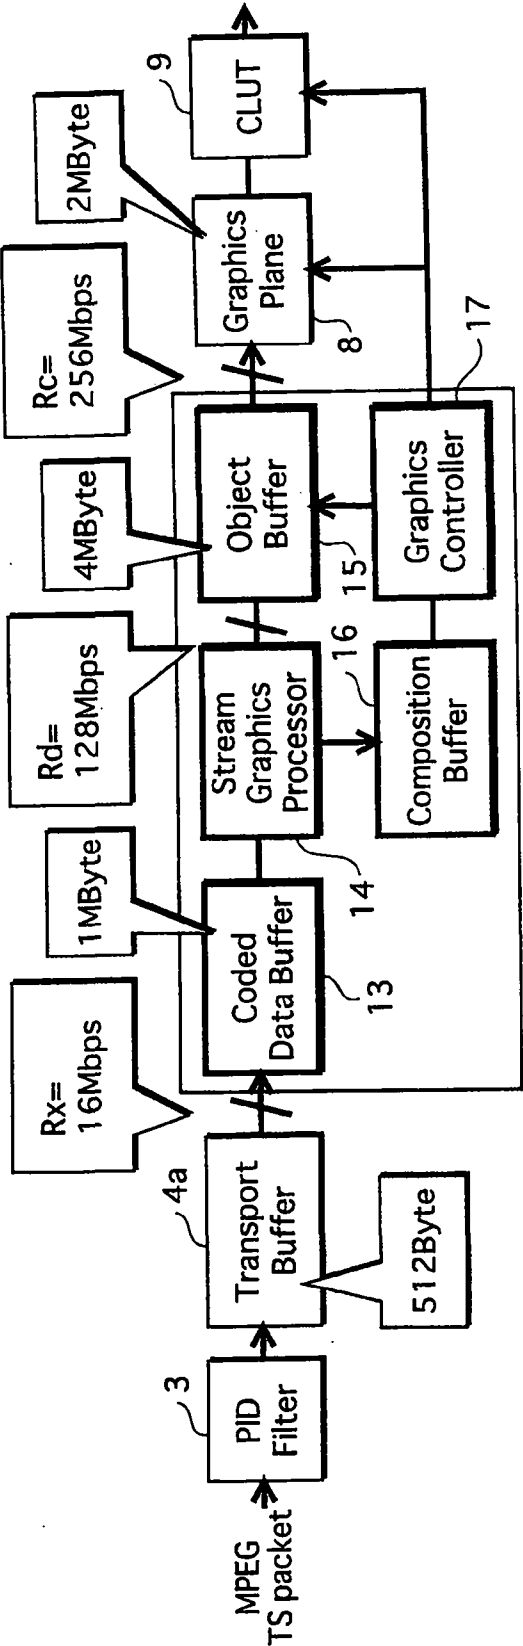 MPEG
TS packet
3
PID
Filter
4a
Transport
Buffer
512Byte
Rx=
16Mbps
Coded
Data Buffer
13
1MByte
Stream
Graphics
Processor
14
Rd=
128Mbps
Object
Buffer
15
4MByte
Composition
Buffer
16
Graphics
Controller
17
Rc=
256Mbps
Graphics
Plane
8
2MByte
CLUT
9